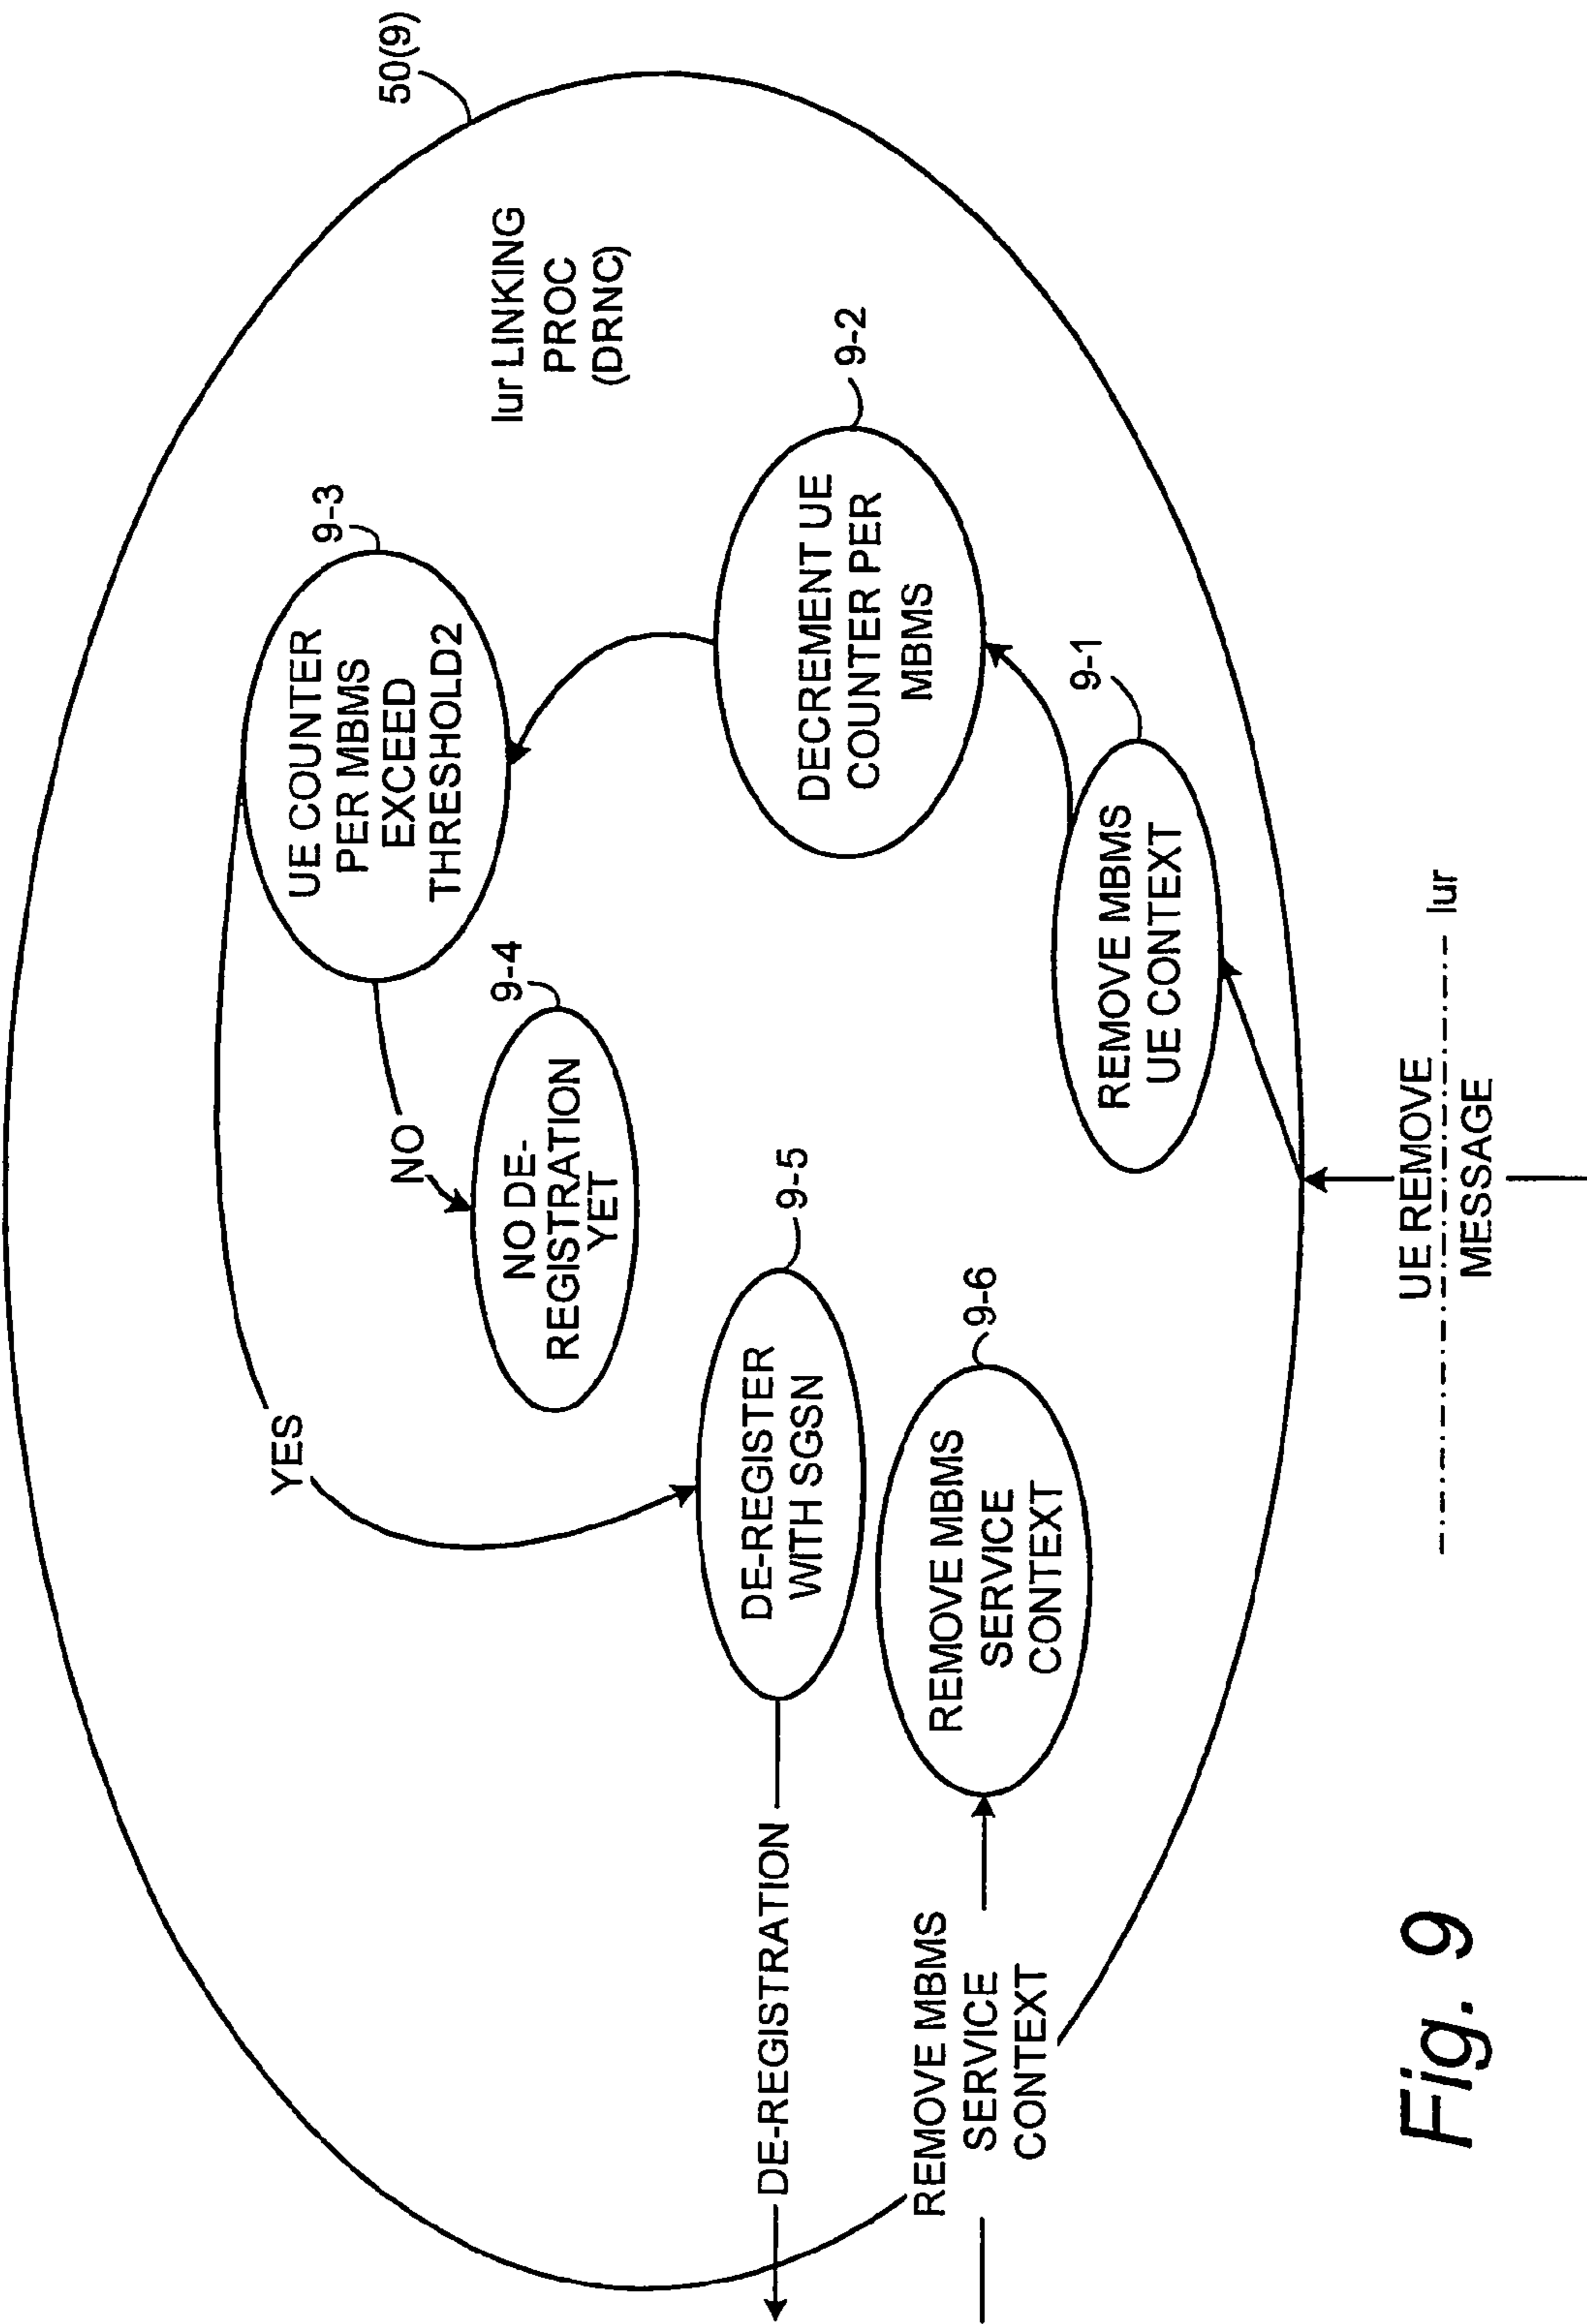 50(9)
Iur LINKING
PROC
(DRNC)
9-3
UE COUNTER
PER MBMS
EXCEED
THRESHOLD2
9-2
DECREMENT UE
COUNTER PER
MBMS
9-1
REMOVE MBMS
UE CONTEXT
9-4
NO DE-
REGISTRATION
YET
NO
YES
9-5
DE-REGISTER
WITH SGSN
9-6
REMOVE MBMS
SERVICE
CONTEXT
DE-REGISTRATION
REMOVE MBMS
SERVICE
CONTEXT
UE REMOVE
MESSAGE
Iur
Fig. 9